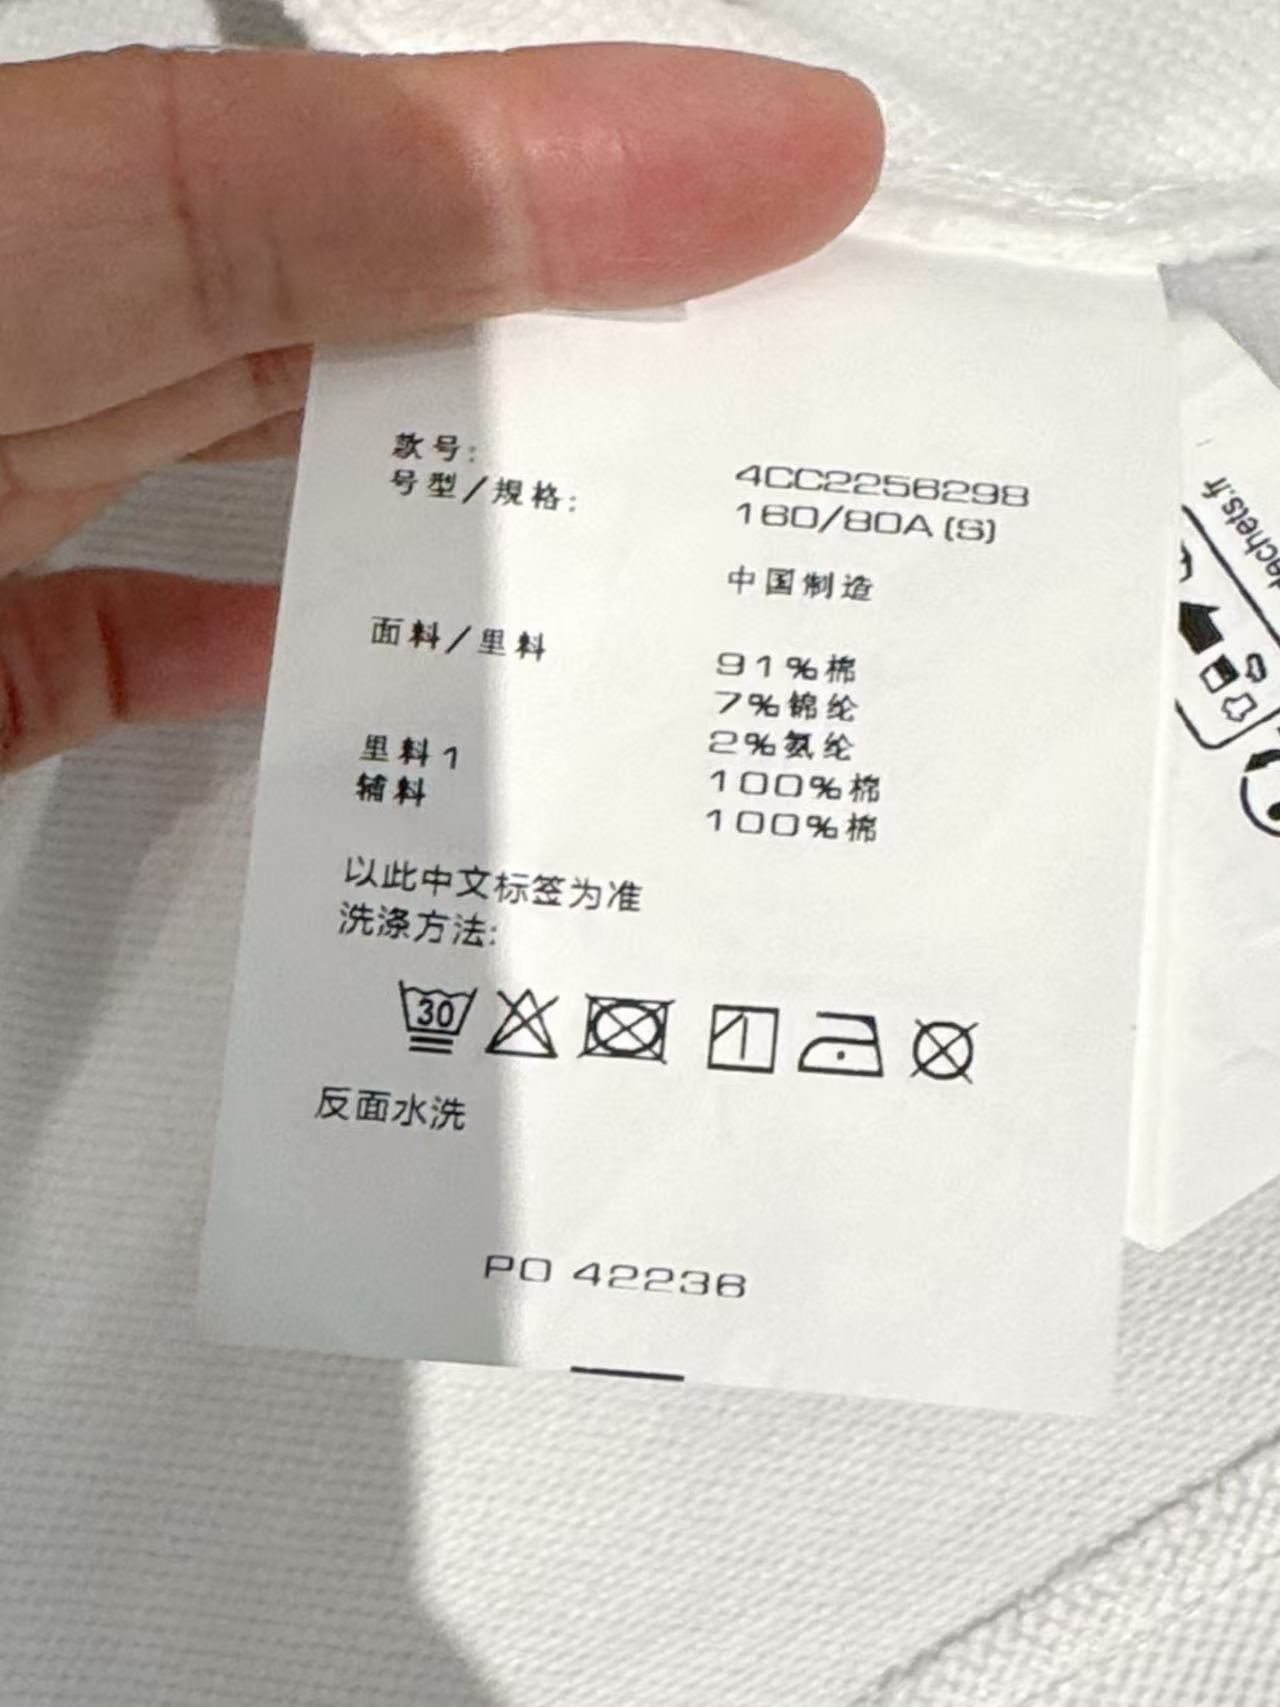 款号: 4CC2256298
号型/規格: 160/80A (S)
中国制造
面料/里料 91%棉
7%锦纶
2%氨纶
里料1 100%棉
辅料 100%棉
以此中文标签为准
洗涤方法:
30
反面水洗
PO 42236